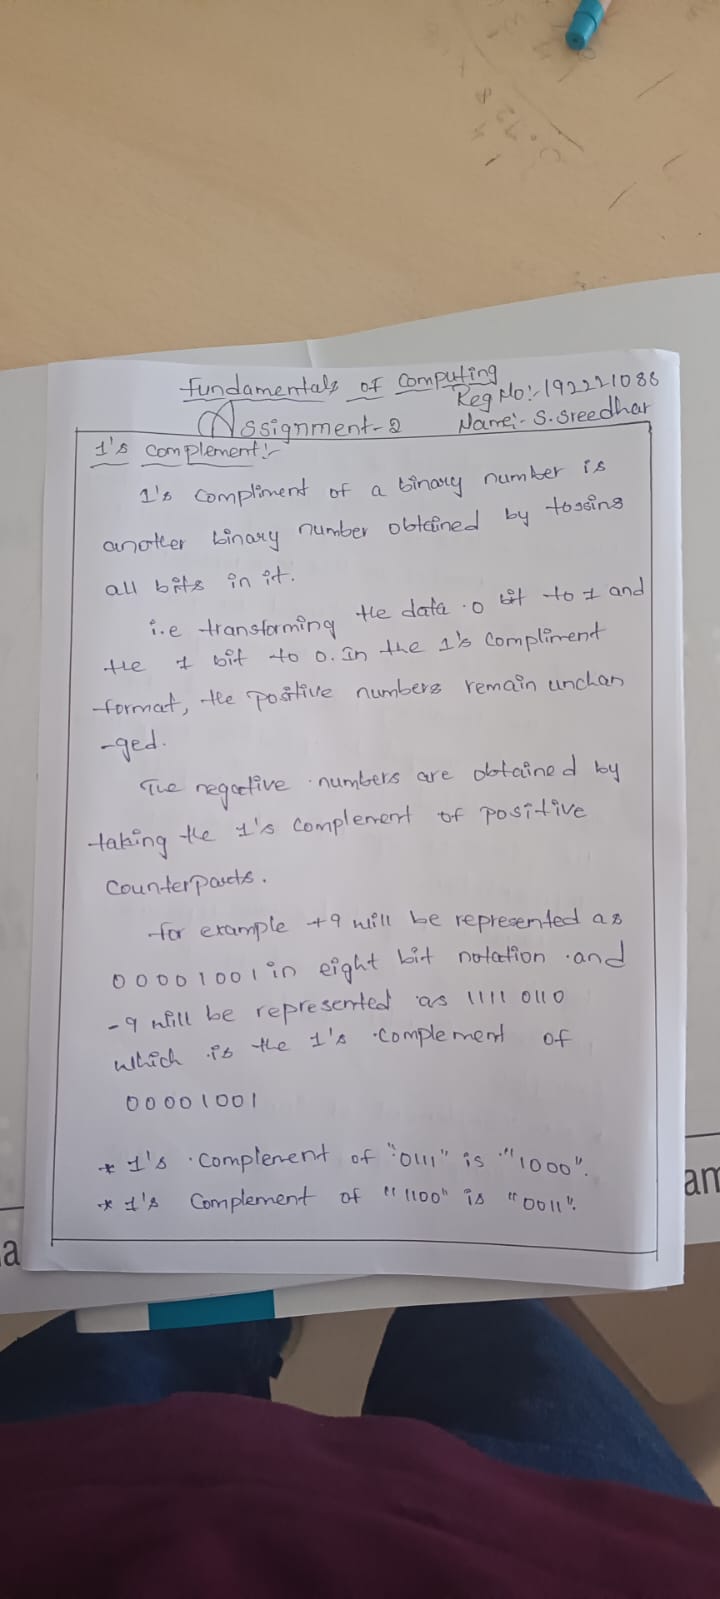 Fundamentals of Computing
Reg No:- 192221088
Assignment-2
Name:- S. Sreedhar
1's complement:-
1's compliment of a binary number is
another binary number obtained by tossing
all bits in it.
i.e transforming the data 0 bit to 1 and
the 1 bit to 0. In the 1's compliment
format, the positive numbers remain unchan
-ged.
The negative numbers are obtained by
taking the 1's complement of positive
counterparts.
for example +9 will be represented as
00001001 in eight bit notation and
-9 will be represented as 1111 0110
which is the 1's complement of
00001001
* 1's complement of "0111" is "1000".
* 1's complement of "1100" is "0011".
am
a